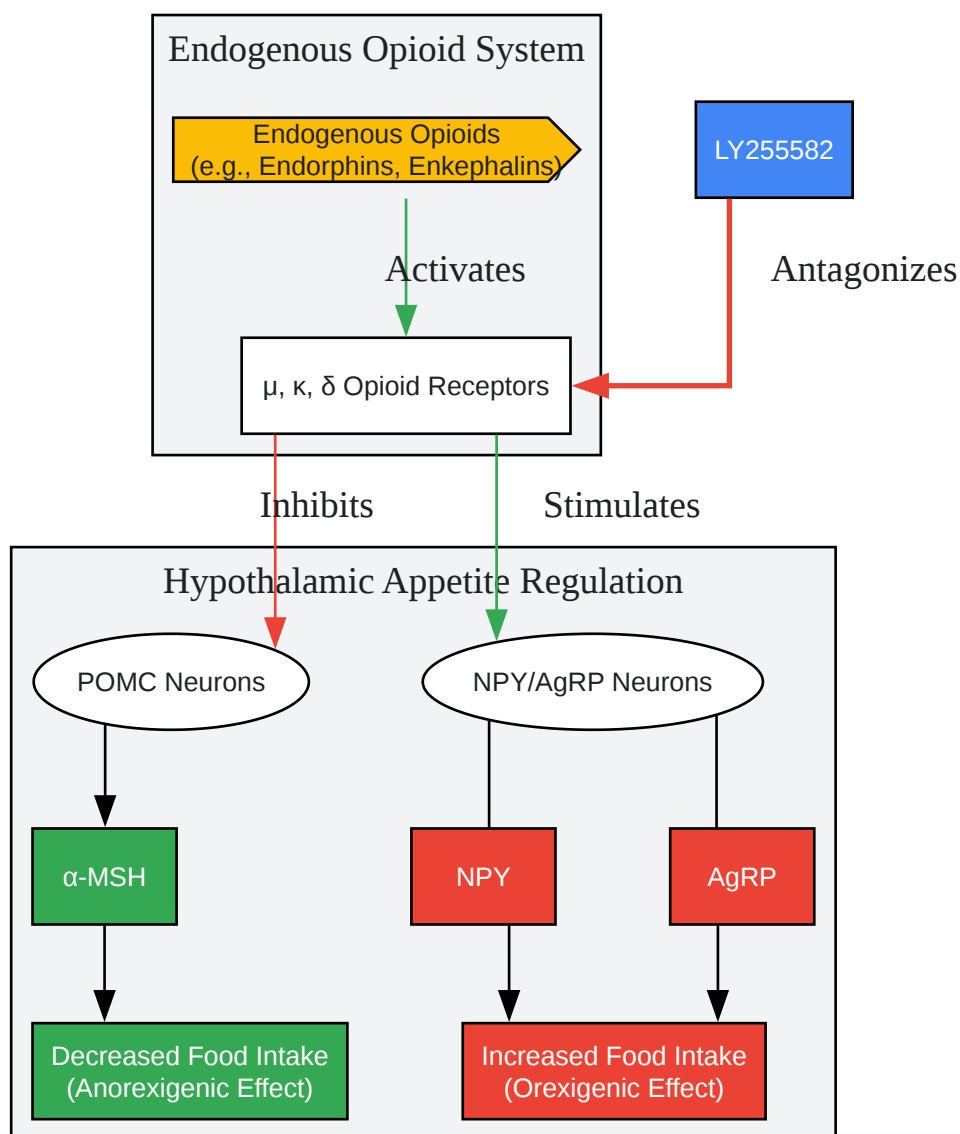 Endogenous Opioid System
Endogenous Opioids
(e.g., Endorphins, Enkephalins)
LY255582
Activates
Antagonizes
μ, κ, δ Opioid Receptors
Inhibits
Stimulates
Hypothalamic Appetite Regulation
POMC Neurons
NPY/AgRP Neurons
α-MSH
NPY
AgRP
Decreased Food Intake
(Anorexigenic Effect)
Increased Food Intake
(Orexigenic Effect)